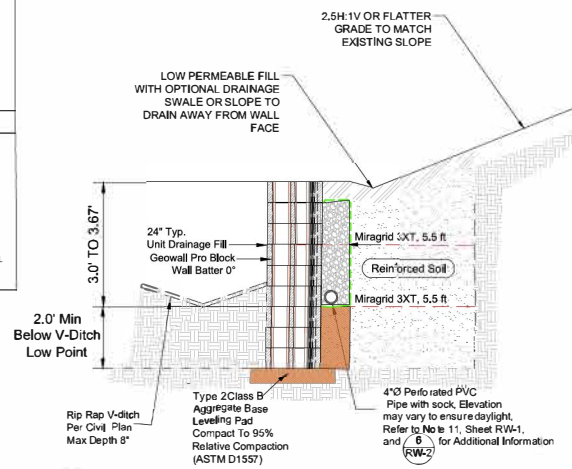 2.5H:1V OR FLATTER
GRADE TO MATCH
EXISTING SLOPE
LOW PERMEABLE FILL
WITH OPTIONAL DRAINAGE
SWALE OR SLOPE TO
DRAIN AWAY FROM WALL
FACE
3.0' TO 3.67'
24" Typ.
Unit Drainage Fill
Geowall Pro Block
Wall Batter 0°
Miragrid 3XT, 5.5 ft
Reinforced Soil
Miragrid 3XT, 5.5 ft
2.0' Min
Below V-Ditch
Low Point
Rip Rap V-ditch
Per Civil Plan
Max Depth 8"
Type 2 Class B
Aggregate Base
Leveling Pad
Compact To 95%
Relative Compaction
(ASTM D1557)
4"Ø Perforated PVC
Pipe with sock, Elevation
may vary to ensure daylight,
Refer to Note 11, Sheet RW-1,
and 6 RW-2 for Additional Information